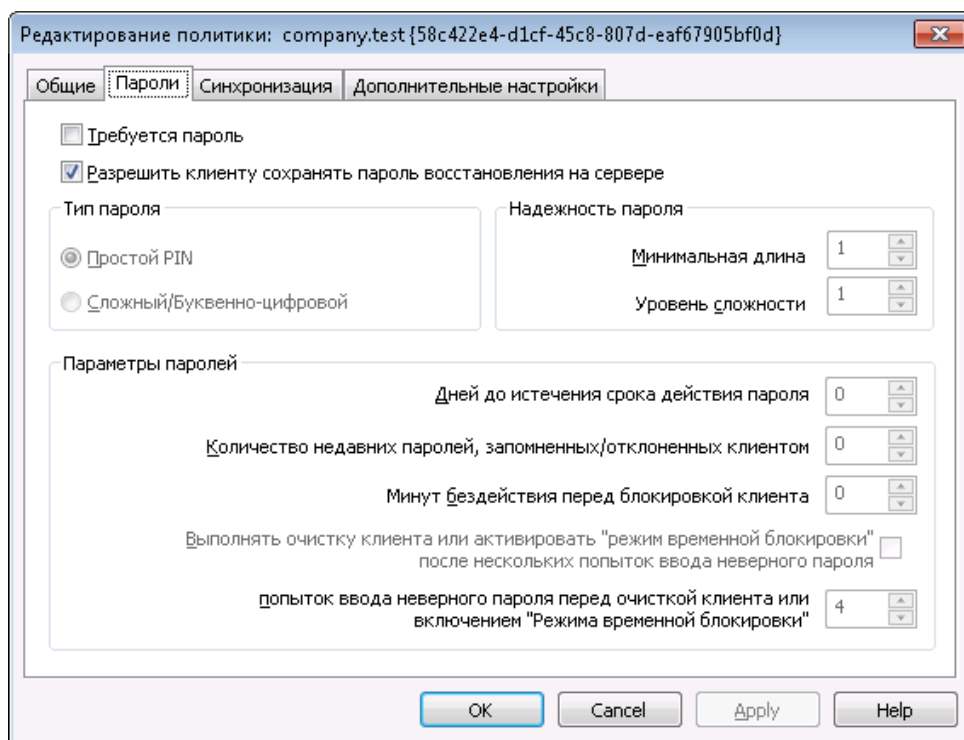 Редактирование политики: company.test {58c422e4-d1cf-45c8-807d-eaf67905bf0d}
Общие Пароли Синхронизация Дополнительные настройки
Требуется пароль
Разрешить клиенту сохранять пароль восстановления на сервере
Тип пароля
Простой PIN
Сложный/Буквенно-цифровой
Надежность пароля
Минимальная длина 1
Уровень сложности 1
Параметры паролей
Дней до истечения срока действия пароля 0
Количество недавних паролей, запомненных/отклоненных клиентом 0
Минут бездействия перед блокировкой клиента 0
Выполнять очистку клиента или активировать "режим временной блокировки"
после нескольких попыток ввода неверного пароля
попыток ввода неверного пароля перед очисткой клиента или
включением "Режима временной блокировки" 4
OK Cancel Apply Help